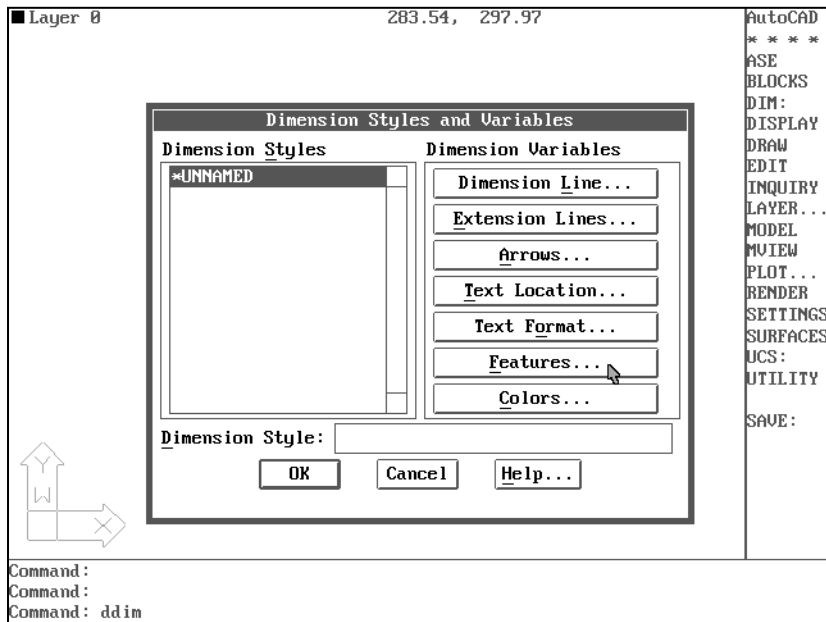 Layer 0
283.54, 297.97
Dimension Styles and Variables
Dimension Styles
*UNNAMED
Dimension Variables
Dimension Line...
Extension Lines...
Arrows...
Text Location...
Text Format...
Features...
Colors...
Dimension Style:
OK
Cancel
Help...
AutoCAD
* * * *
ASE
BLOCKS
DIM:
DISPLAY
DRAW
EDIT
INQUIRY
LAYER...
MODEL
MVIEW
PLOT...
RENDER
SETTINGS
SURFACES
UCS:
UTILITY
SAVE:
Y
W
X
Command:
Command:
Command: ddim